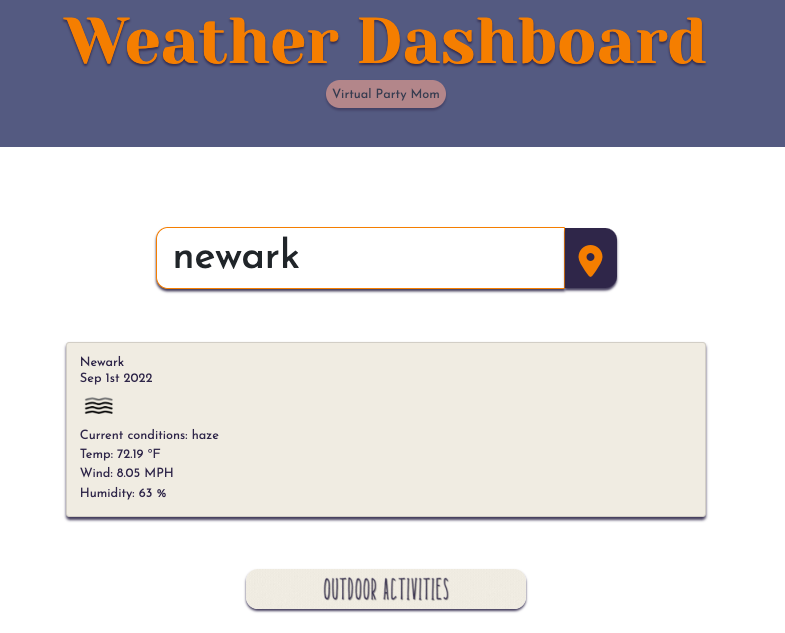 Weather Dashboard
Virtual Party Mom
newark
Newark
Sep 1st 2022
Current conditions: haze
Temp: 72.19 °F
Wind: 8.05 MPH
Humidity: 63 %
OUTDOOR ACTIVITIES